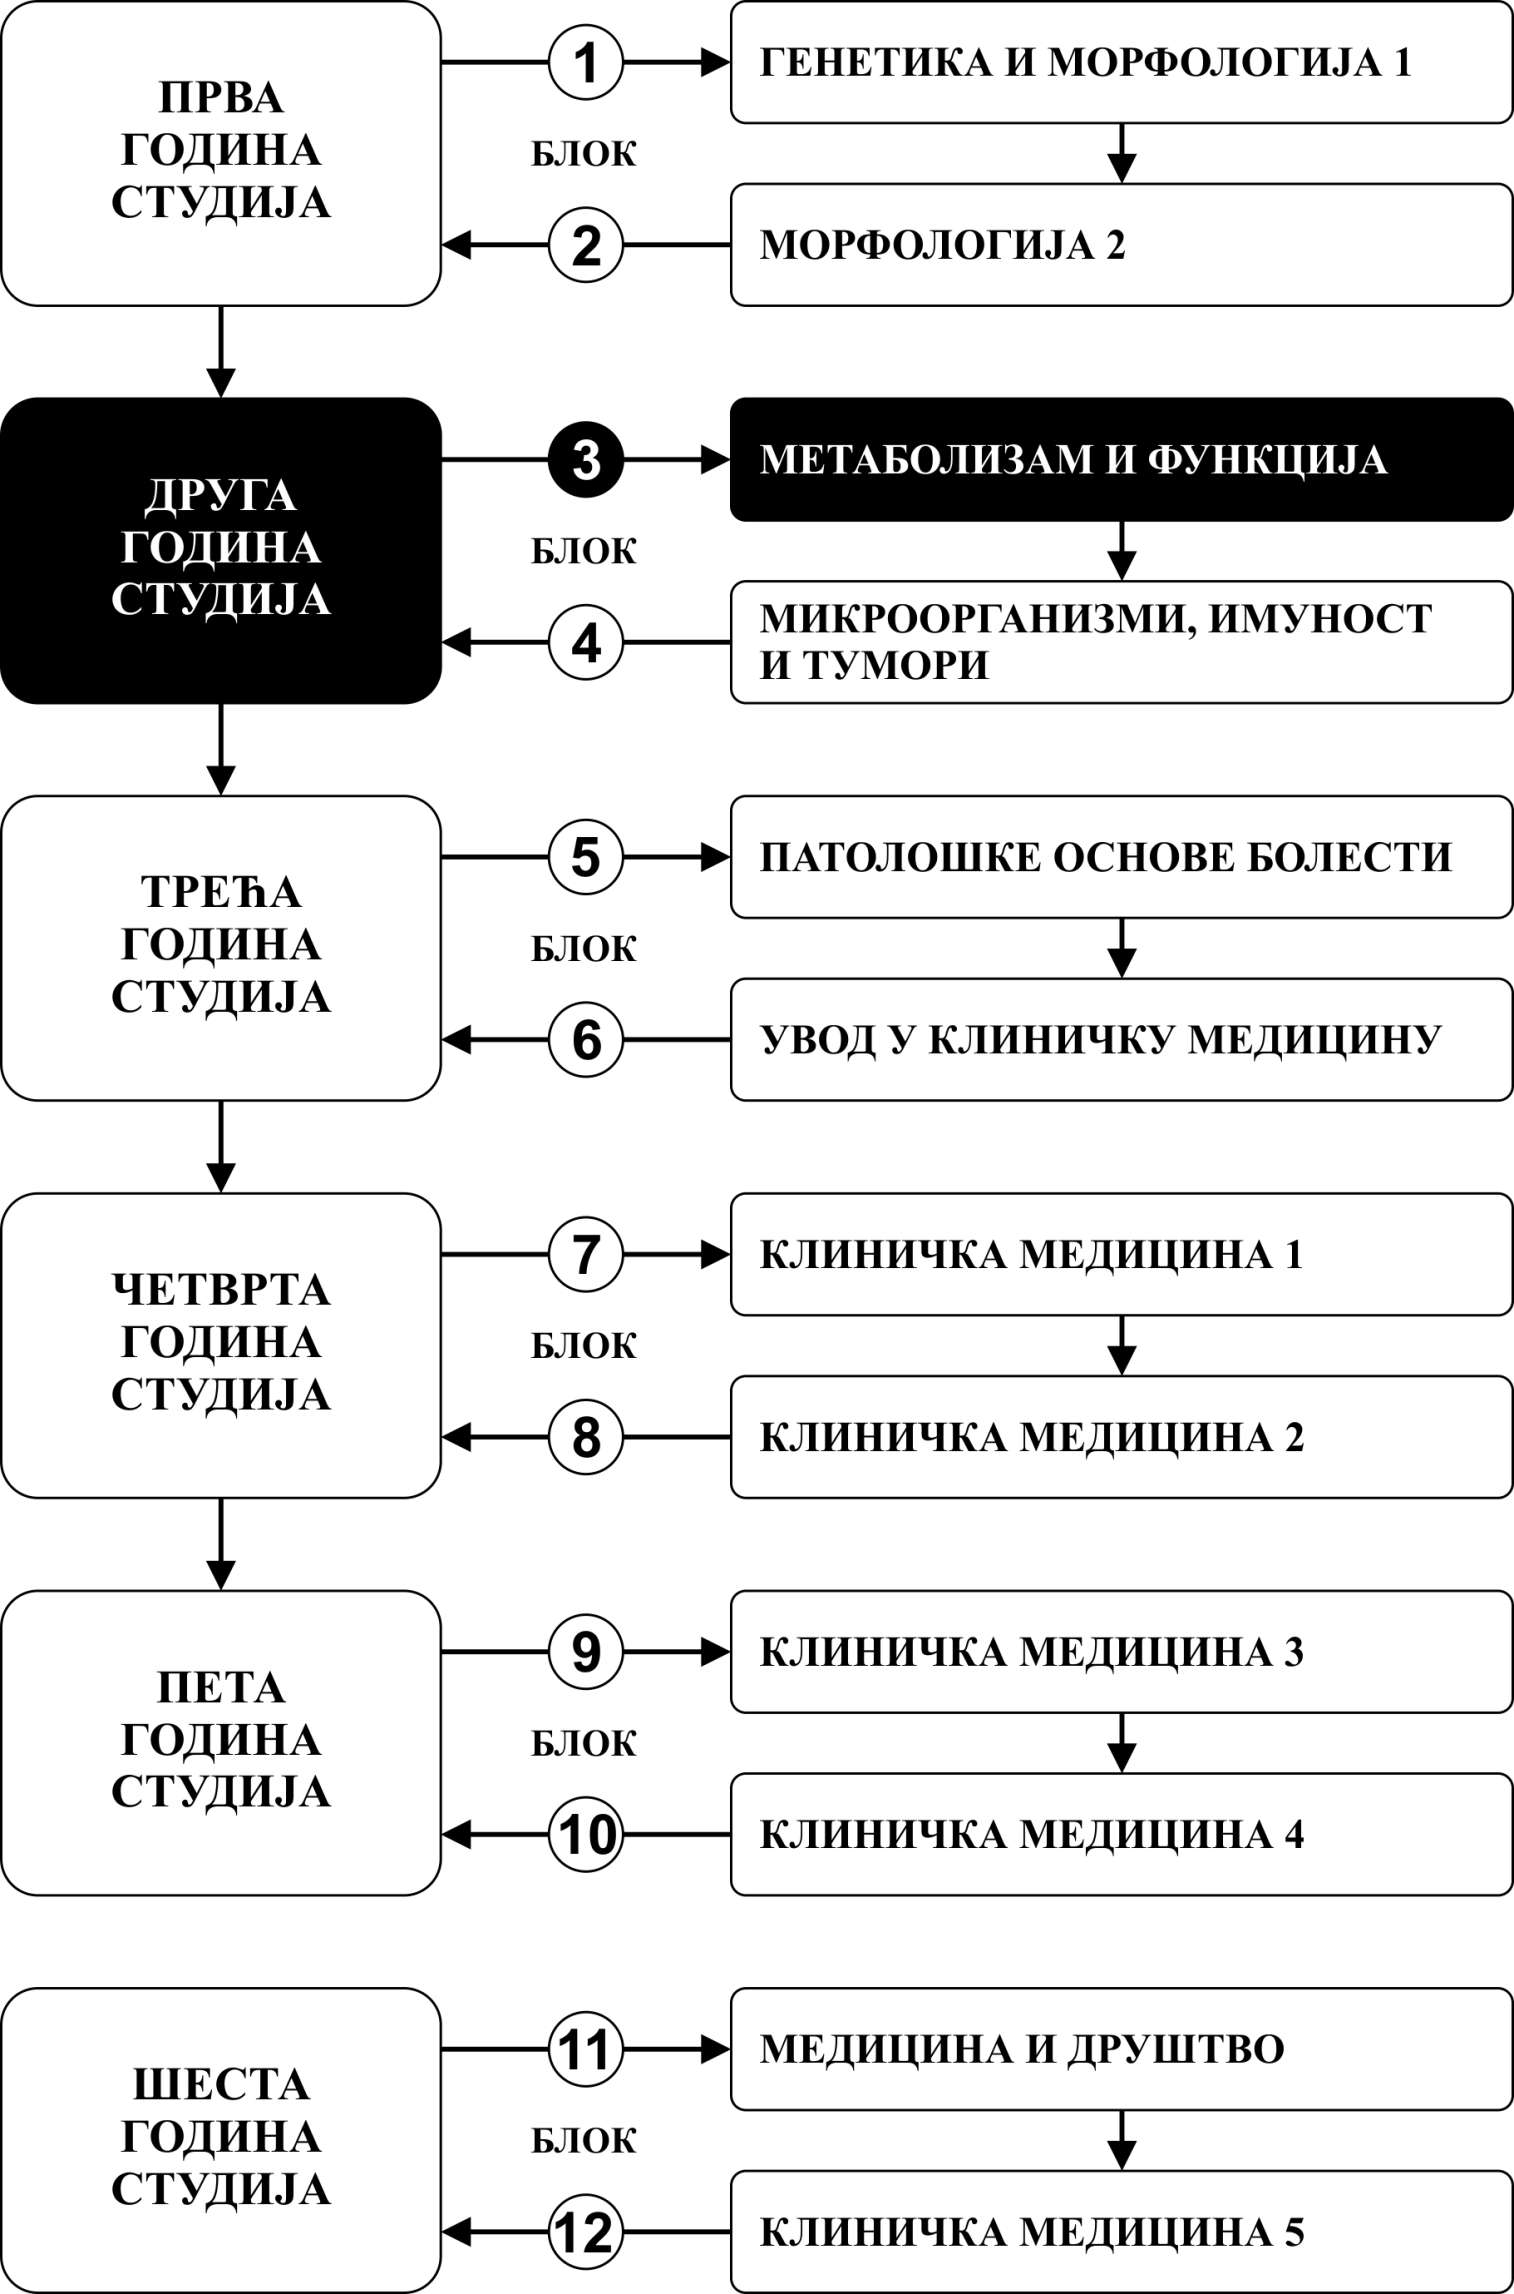 ПРВА
ГОДИНА
СТУДИЈА
1
БЛОК
2
ГЕНЕТИКА И МОРФОЛОГИЈА 1
МОРФОЛОГИЈА 2
ДРУГА
ГОДИНА
СТУДИЈА
3
БЛОК
4
МЕТАБОЛИЗАМ И ФУНКЦИЈА
МИКРООРГАНИЗМИ, ИМУНОСТ
И ТУМОРИ
ТРЕЋА
ГОДИНА
СТУДИЈА
5
БЛОК
6
ПАТОЛОШКЕ ОСНОВЕ БОЛЕСТИ
УВОД У КЛИНИЧКУ МЕДИЦИНУ
ЧЕТВРТА
ГОДИНА
СТУДИЈА
7
БЛОК
8
КЛИНИЧКА МЕДИЦИНА 1
КЛИНИЧКА МЕДИЦИНА 2
ПЕТА
ГОДИНА
СТУДИЈА
9
БЛОК
10
КЛИНИЧКА МЕДИЦИНА 3
КЛИНИЧКА МЕДИЦИНА 4
ШЕСТА
ГОДИНА
СТУДИЈА
11
БЛОК
12
МЕДИЦИНА И ДРУШТВО
КЛИНИЧКА МЕДИЦИНА 5